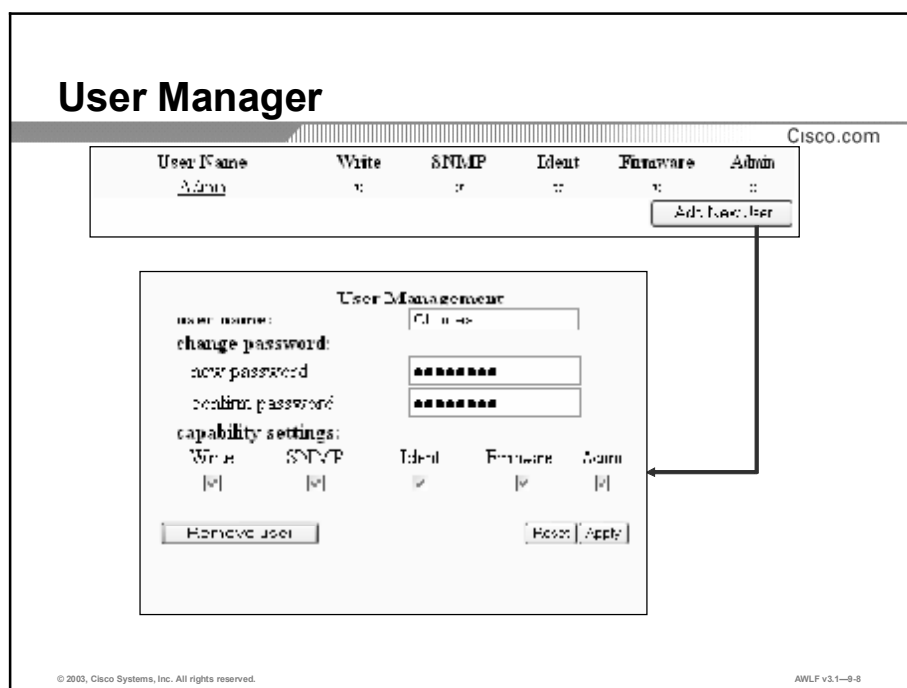 User Manager
Cisco.com
User Name Write SNMP Ident Firmware Admin
Admin
Add New User
User Management
user name:
change password:
new password
confirm password
capability settings:
Write SNMP Ident Firmware Admin
Remove user Reset Apply
© 2003, Cisco Systems, Inc. All rights reserved. AWLF v3.1—9-8